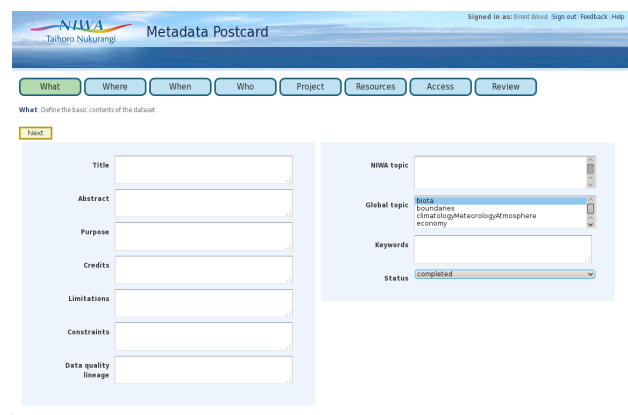 NIWA
Taihoro Nukurangi
Metadata Postcard
Signed in as: Brent Wood Sign out Feedback Help
What
Where
When
Who
Project
Resources
Access
Review
What: Define the basic contents of the dataset
Next
Title
Abstract
Purpose
Credits
Limitations
Constraints
Data quality
lineage
NIWA topic
Global topic
biota
boundaries
climatologyMeteorologyAtmosphere
economy
Keywords
Status
completed